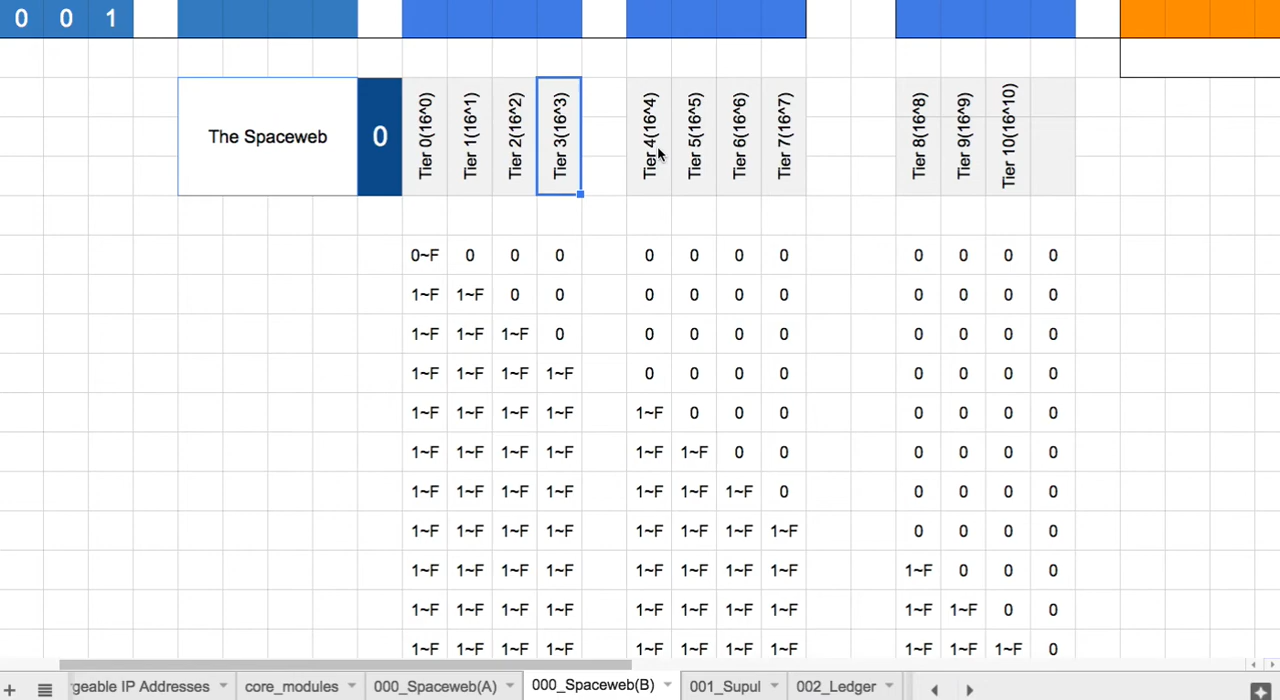 0 0 1
The Spaceweb 0 Tier 0(16^0) Tier 1(16^1) Tier 2(16^2) Tier 3(16^3) Tier 4(16^4) Tier 5(16^5) Tier 6(16^6) Tier 7(16^7) Tier 8(16^8) Tier 9(16^9) Tier 10(16^10)
0~F 0 0 0 0 0 0 0 0 0 0 0
1~F 1~F 0 0 0 0 0 0 0 0 0 0
1~F 1~F 1~F 0 0 0 0 0 0 0 0 0
1~F 1~F 1~F 1~F 0 0 0 0 0 0 0 0
1~F 1~F 1~F 1~F 1~F 0 0 0 0 0 0 0
1~F 1~F 1~F 1~F 1~F 1~F 0 0 0 0 0 0
1~F 1~F 1~F 1~F 1~F 1~F 1~F 0 0 0 0 0
1~F 1~F 1~F 1~F 1~F 1~F 1~F 1~F 0 0 0 0
1~F 1~F 1~F 1~F 1~F 1~F 1~F 1~F 1~F 0 0 0
1~F 1~F 1~F 1~F 1~F 1~F 1~F 1~F 1~F 1~F 0 0
1~F 1~F 1~F 1~F 1~F 1~F 1~F 1~F 1~F 1~F 1~F 0
geable IP Addresses core_modules 000_Spaceweb(A) 000_Spaceweb(B) 001_Supul 002_Ledger